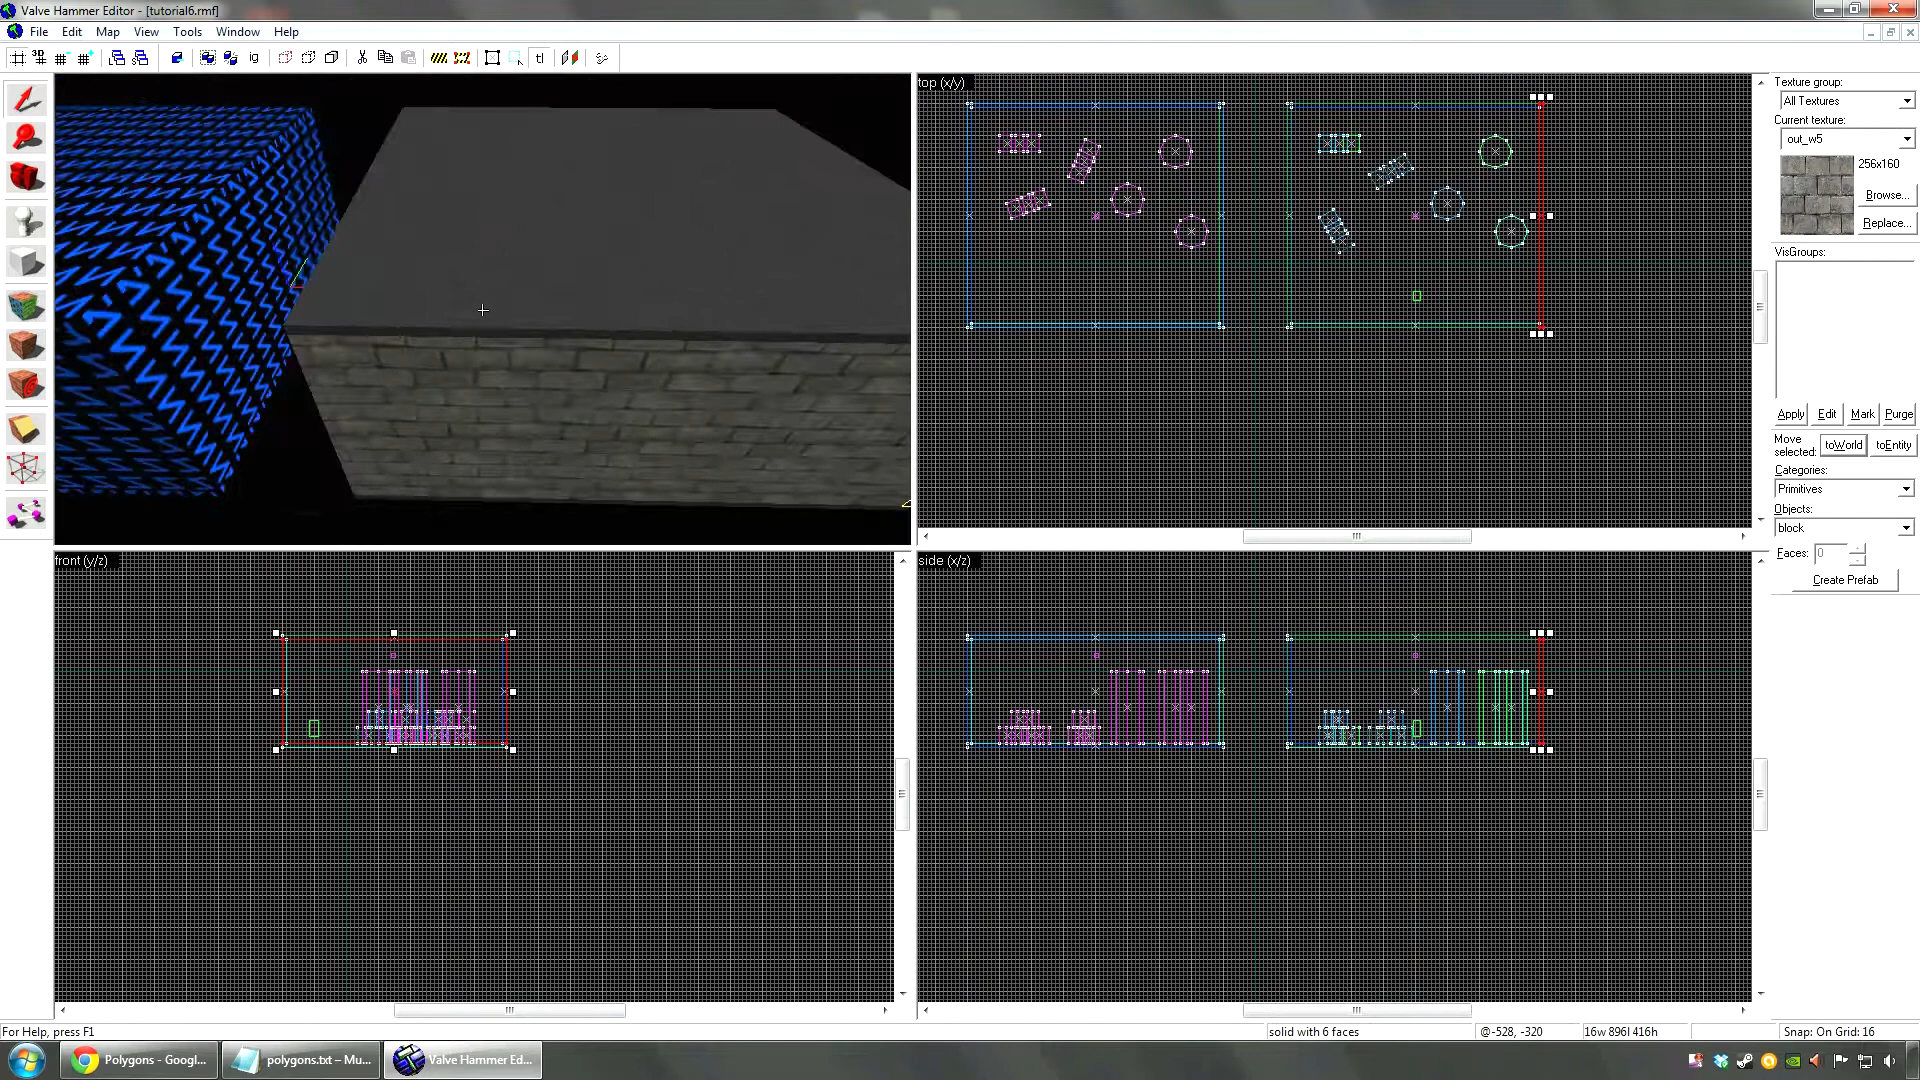 Valve Hammer Editor - [tutorial6.rmf]
File Edit Map View Tools Window Help
3D ig tl
top (x/y)
front (y/z)
side (x/z)
Texture group:
All Textures
Current texture:
out_w5
256x160
Browse...
Replace...
VisGroups:
Apply Edit Mark Purge
Move selected: toWorld toEntity
Categories:
Primitives
Objects:
block
Faces: 0
Create Prefab
For Help, press F1
solid with 6 faces
@-528, -320
16w 896l 416h
Snap: On Grid: 16
Polygons - Googl...
polygons.txt – Mu...
Valve Hammer Ed...